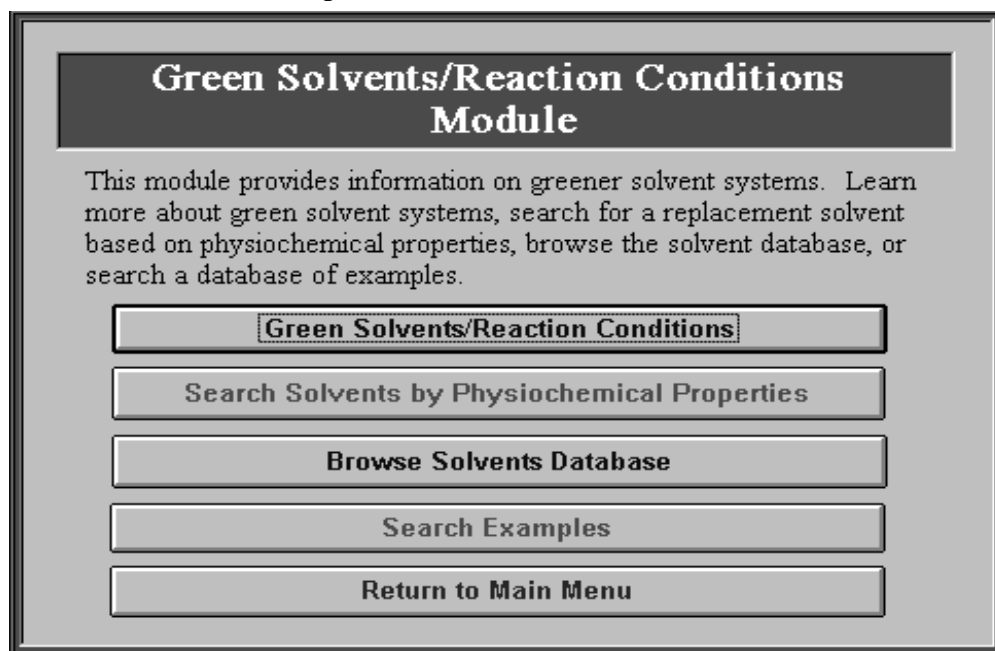 Green Solvents/Reaction Conditions
Module
This module provides information on greener solvent systems. Learn
more about green solvent systems, search for a replacement solvent
based on physiochemical properties, browse the solvent database, or
search a database of examples.
Green Solvents/Reaction Conditions
Search Solvents by Physiochemical Properties
Browse Solvents Database
Search Examples
Return to Main Menu